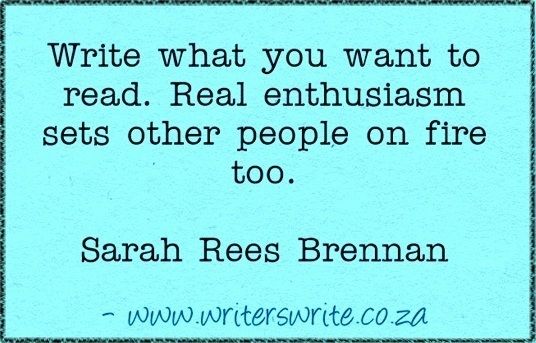 Write what you want to
read. Real enthusiasm
sets other people on fire
too.
Sarah Rees Brennan
- www.writerswrite.co.za